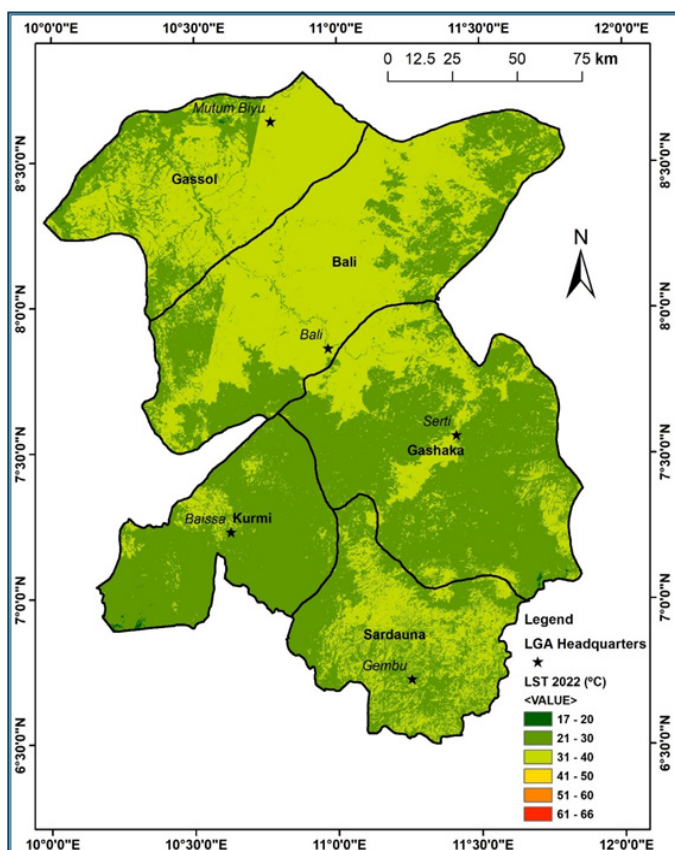 10°0'0"E 10°30'0"E 11°0'0"E 11°30'0"E 12°0'0"E
0 12.5 25 50 75 km
Mutum Biyu
8°30'0"N 8°30'0"N
Gassol
N
Bali
8°0'0"N 8°0'0"N
Bali
Serti
7°30'0"N 7°30'0"N
Gashaka
Baissa Kurmi
7°0'0"N 7°0'0"N
Legend
Sardauna
LGA Headquarters
Gembu
LST 2022 (ºC)
<VALUE>
17 - 20
21 - 30
31 - 40
6°30'0"N 6°30'0"N
41 - 50
51 - 60
61 - 66
10°0'0"E 10°30'0"E 11°0'0"E 11°30'0"E 12°0'0"E